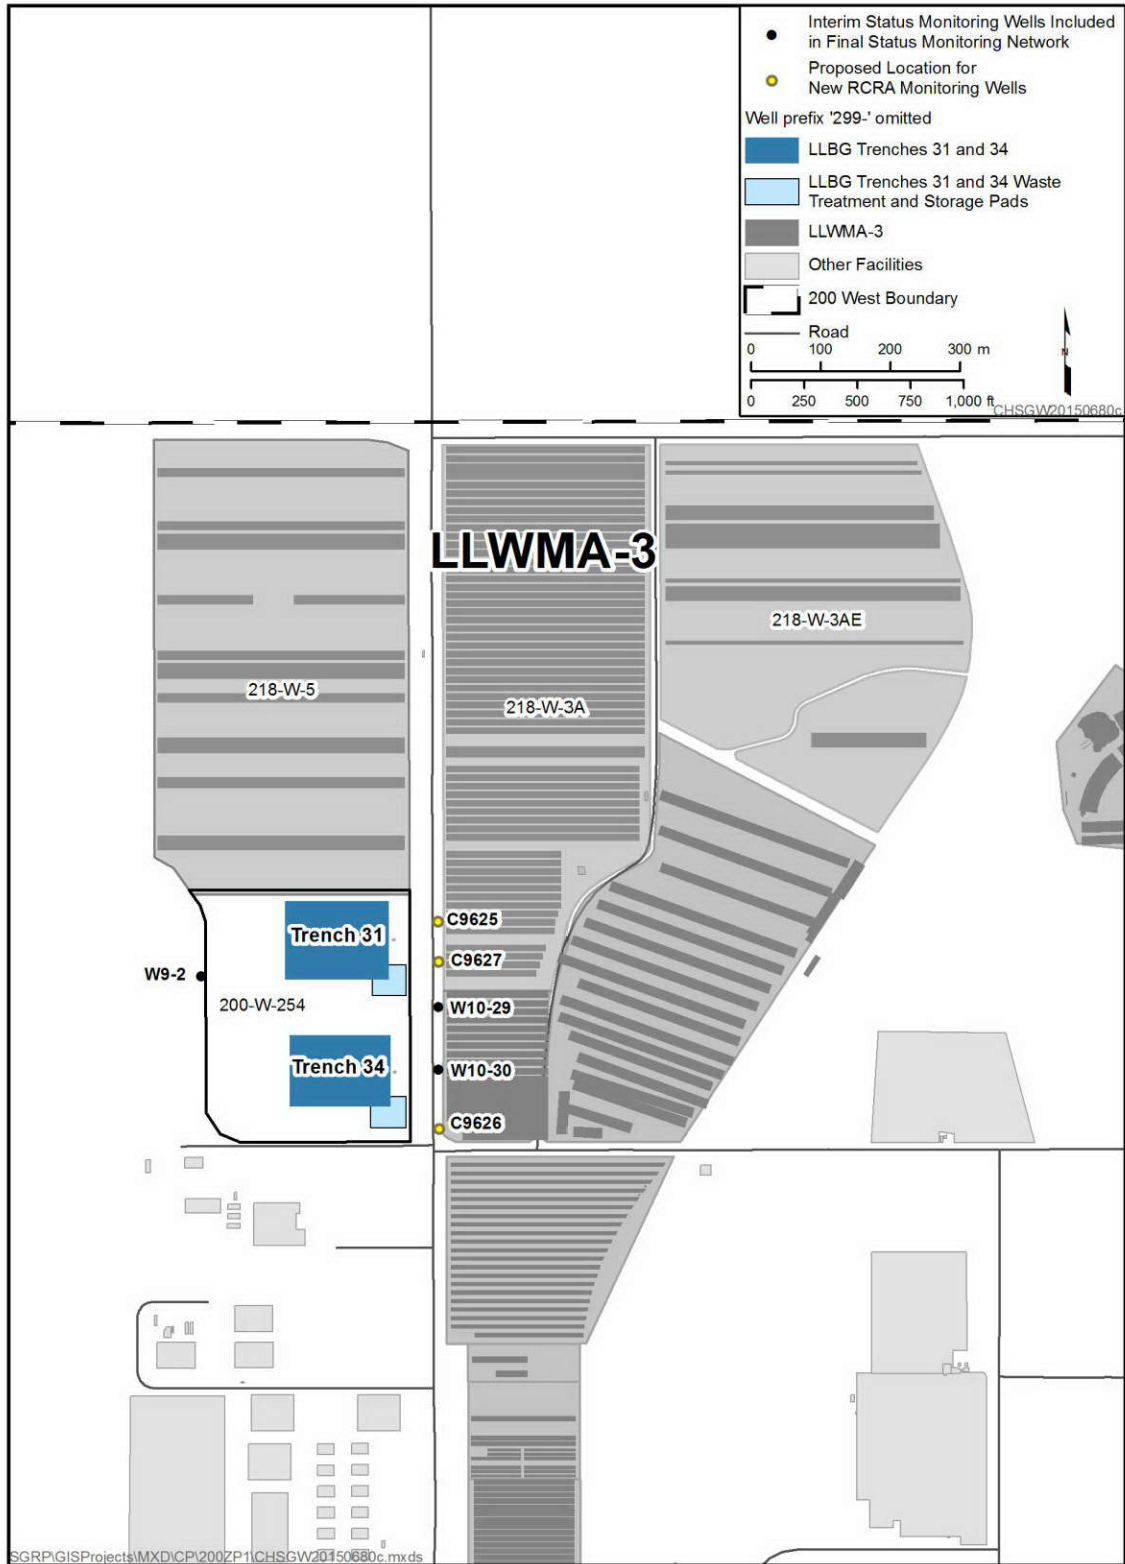 Interim Status Monitoring Wells Included
in Final Status Monitoring Network
Proposed Location for
New RCRA Monitoring Wells
Well prefix '299-' omitted
LLBG Trenches 31 and 34
LLBG Trenches 31 and 34 Waste
Treatment and Storage Pads
LLWMA-3
Other Facilities
200 West Boundary
Road
0 100 200 300 m
N
0 250 500 750 1,000 ft
CHSGW20150680c
LLWMA-3
218-W-3AE
218-W-5
218-W-3A
C9625
Trench 31
C9627
W9-2
200-W-254
W10-29
Trench 34
W10-30
C9626
SGRP\GISProjects\MXD\CP\200ZP1\CHSGW20150680c.mxds